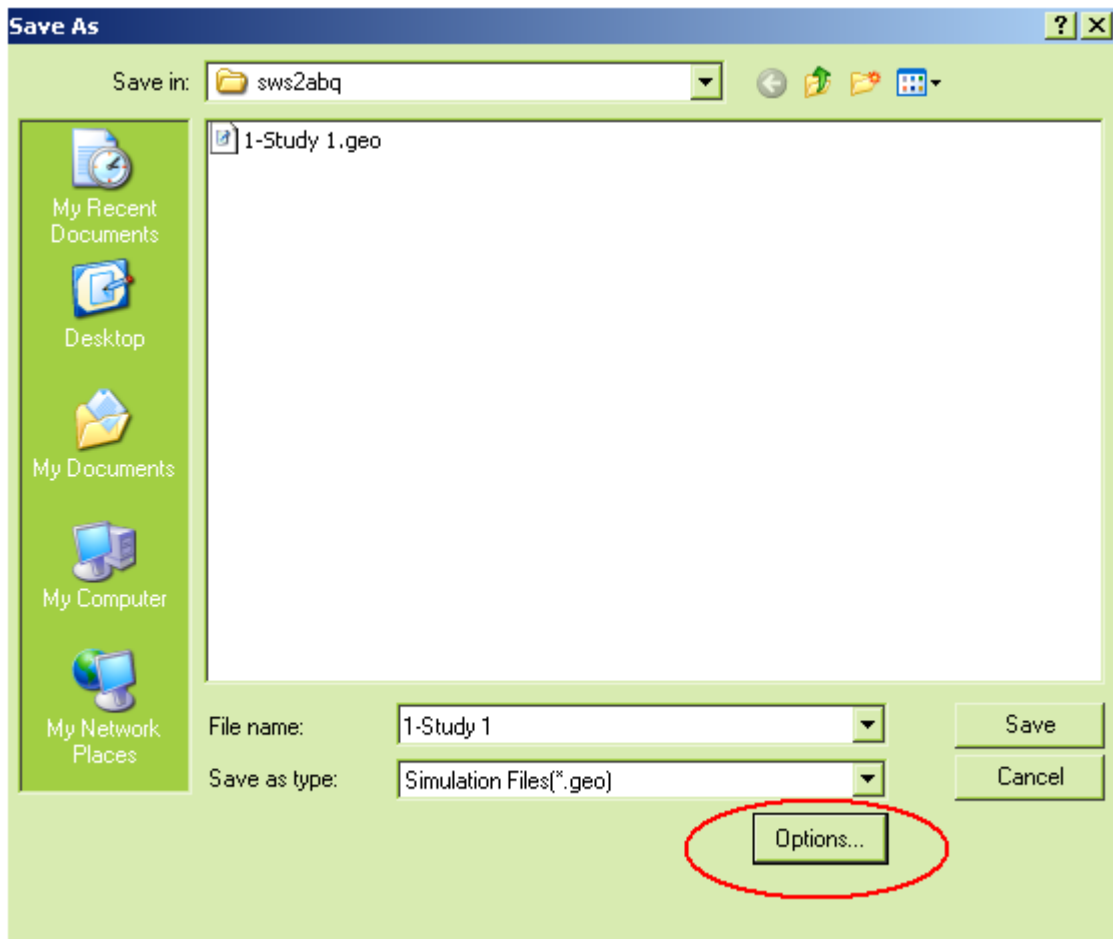 Save As
Save in: sws2abq
1-Study 1.geo
My Recent
Documents
Desktop
My Documents
My Computer
My Network
Places
File name: 1-Study 1 Save
Save as type: Simulation Files(*.geo) Cancel
Options...